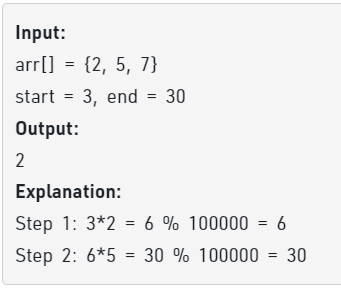 Input:
arr[] = {2, 5, 7}
start = 3, end = 30
Output:
2
Explanation:
Step 1: 3*2 = 6 % 100000 = 6
Step 2: 6*5 = 30 % 100000 = 30